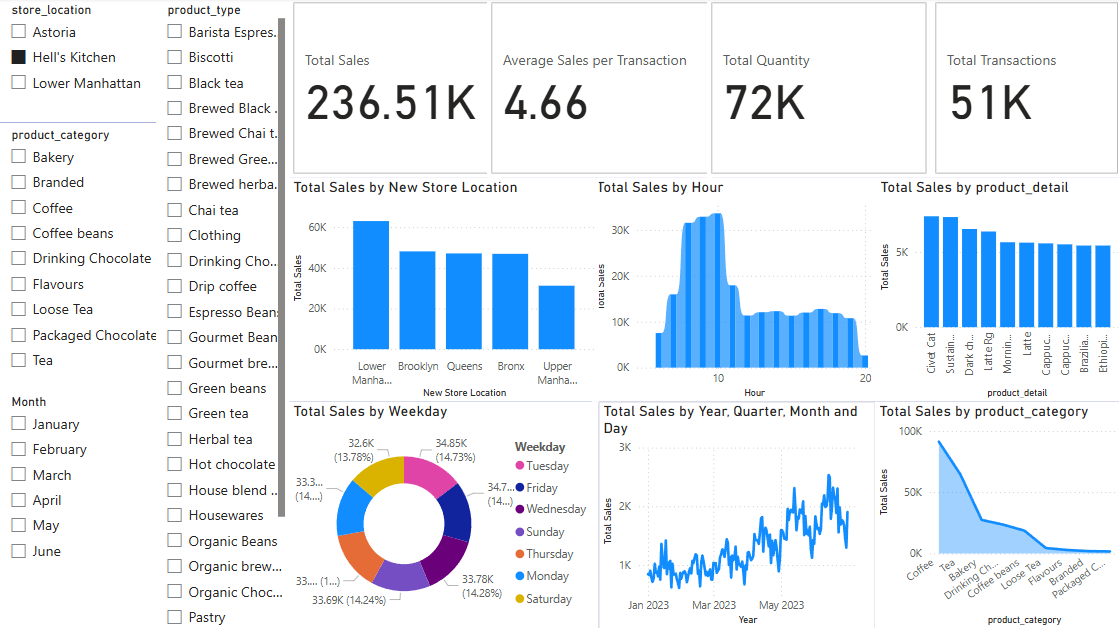 store_location
Astoria
Hell's Kitchen
Lower Manhattan
product_category
Bakery
Branded
Coffee
Coffee beans
Drinking Chocolate
Flavours
Loose Tea
Packaged Chocolate
Tea
Month
January
February
March
April
May
June
product_type
Barista Espres...
Biscotti
Black tea
Brewed Black ...
Brewed Chai t...
Brewed Gree...
Brewed herba...
Chai tea
Clothing
Drinking Cho...
Drip coffee
Espresso Beans
Gourmet Bean
Gourmet bre...
Green beans
Green tea
Herbal tea
Hot chocolate
House blend ...
Housewares
Organic Beans
Organic brew...
Organic Choc...
Pastry
Total Sales
236.51K
Average Sales per Transaction
4.66
Total Quantity
72K
Total Transactions
51K
Total Sales by New Store Location
Total Sales
60K
40K
20K
0K
Lower Manha...
Brooklyn
Queens
Bronx
Upper Manha...
New Store Location
Total Sales by Hour
Total Sales
30K
20K
10K
0K
10
20
Hour
Total Sales by product_detail
Total Sales
5K
0K
Civet Cat
Sustain...
Dark ch...
Latte Rg
Mornin...
Latte
Cappuc...
Cappuc...
Brazilia...
Ethiopi...
product_detail
Total Sales by Weekday
32.6K
(13.78%)
34.85K
(14.73%)
34.7...
(14...)
33.78K
(14.28%)
33.69K (14.24%)
33.... (1...)
33.3...
(14....)
Weekday
Tuesday
Friday
Wednesday
Sunday
Thursday
Monday
Saturday
Total Sales by Year, Quarter, Month and
Day
Total Sales
3K
2K
1K
Jan 2023
Mar 2023
May 2023
Year
Total Sales by product_category
Total Sales
100K
50K
0K
Coffee
Tea
Bakery
Drinking Ch...
Coffee beans
Loose Tea
Flavours
Branded
Packaged C...
product_category